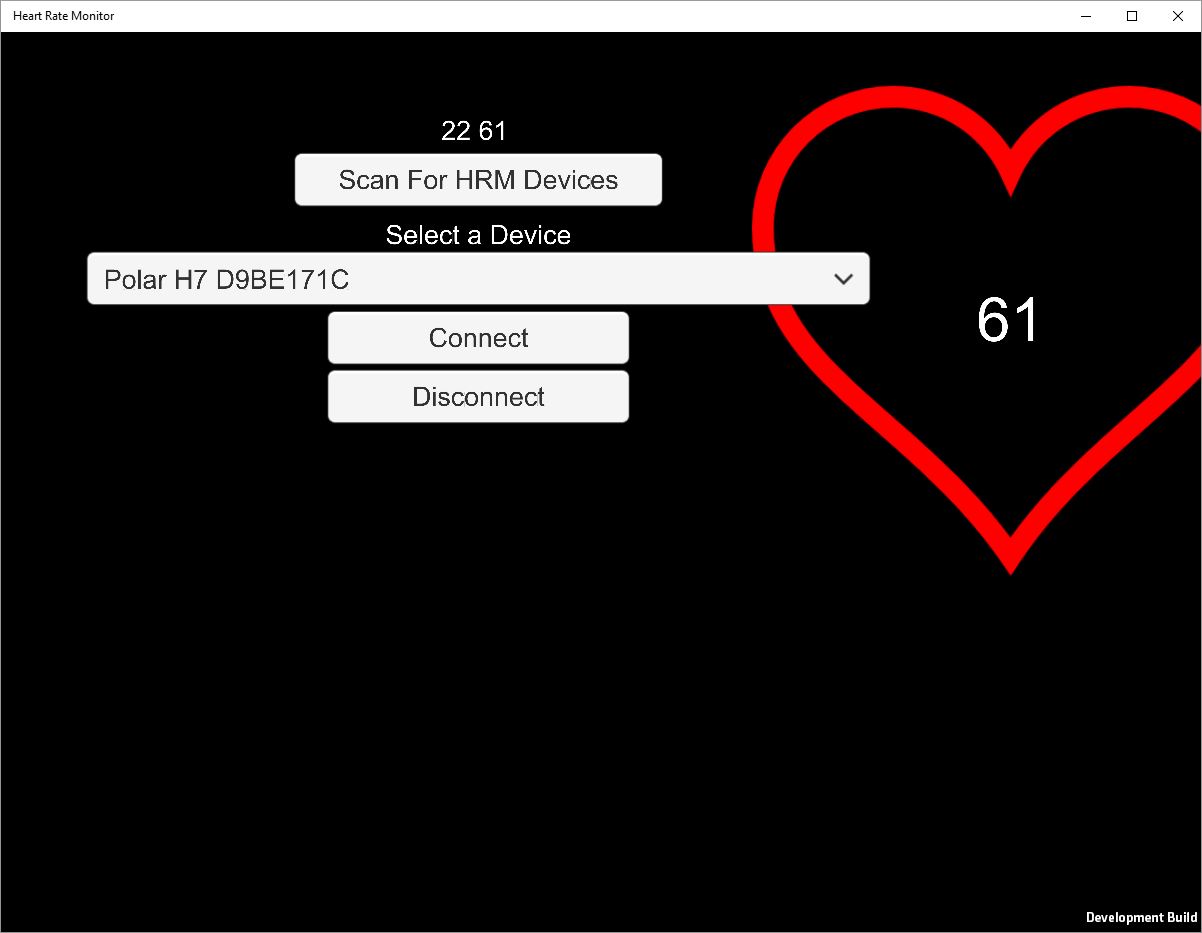 Heart Rate Monitor
22 61
Scan For HRM Devices
Select a Device
Polar H7 D9BE171C
61
Connect
Disconnect
Development Build